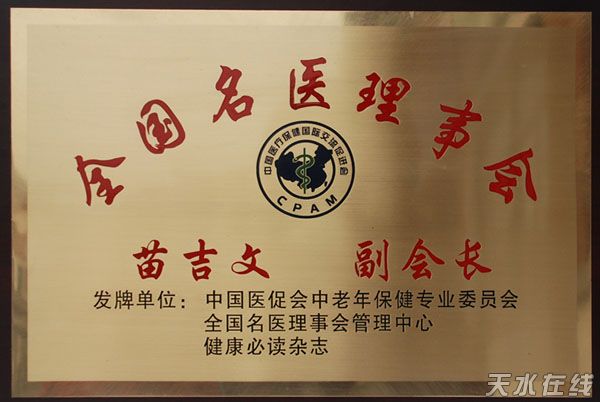 全国名医理事会
中国医疗保健国际交流促进会
CPAM
苗吉文 副会长
发牌单位：中国医促会中老年保健专业委员会
全国名医理事会管理中心
健康必读杂志
天水在线